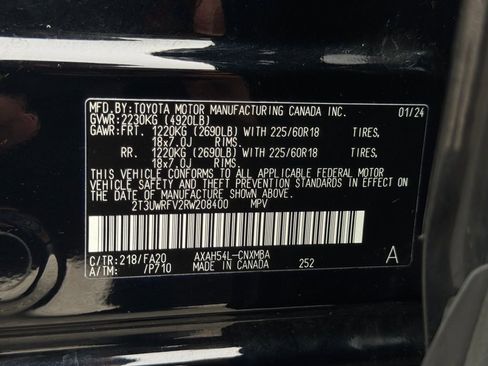 MFD.BY:TOYOTA MOTOR MANUFACTURING CANADA INC. 01/24
GVWR:2230KG (4920LB)
GAWR:FRT. 1220KG (2690LB) WITH 225/60R18 TIRES,
18x7.0J RIMS.
RR. 1220KG (2690LB) WITH 225/60R18 TIRES,
18x7.0J RIMS.
THIS VEHICLE CONFORMS TO ALL APPLICABLE FEDERAL MOTOR
VEHICLE SAFETY AND THEFT PREVENTION STANDARDS IN EFFECT ON
THE DATE OF MANUFACTURE SHOWN ABOVE.
2T3UWRFV2RW208400 MPV
C/TR:218/FA20 AXAH54L-CNXMBA A
A/TM: /P710 MADE IN CANADA 252